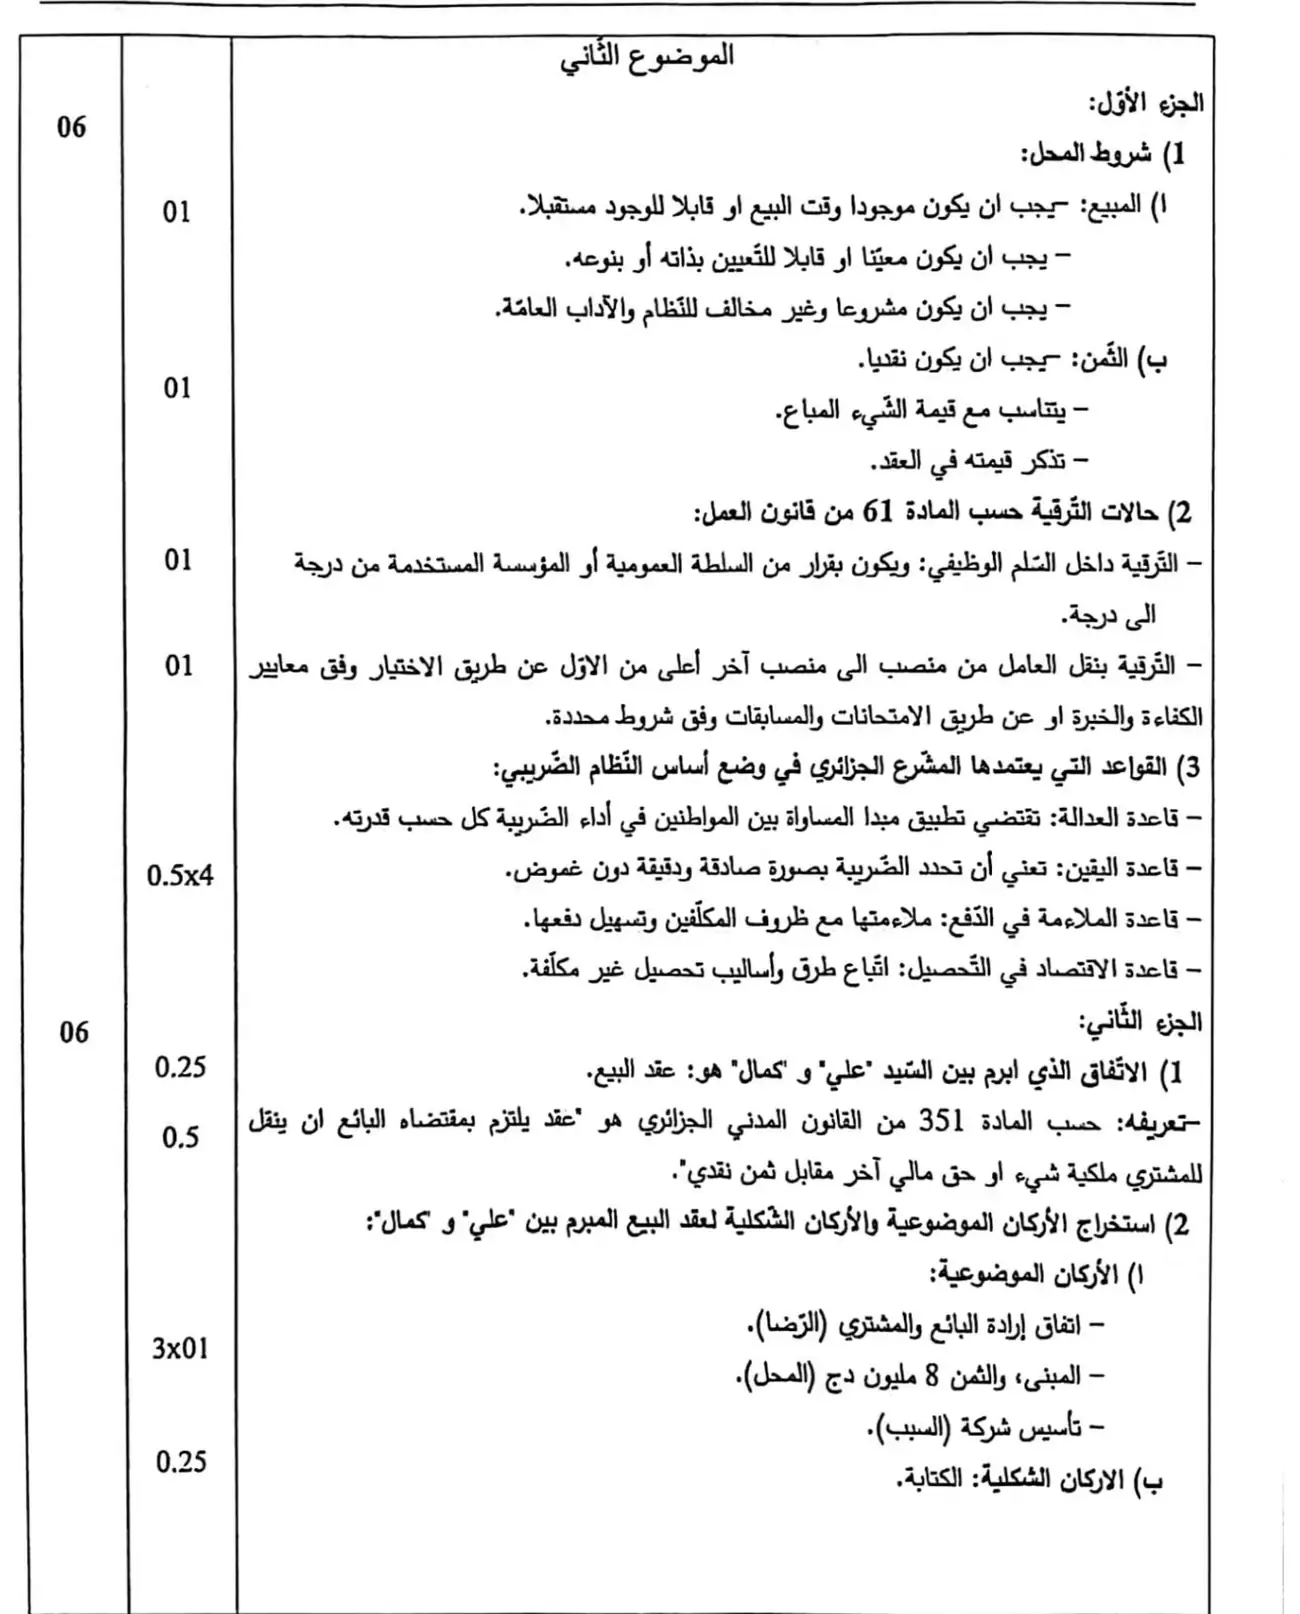 الموضوع الثّاني
الجزء الأوّل:
06
1) شروط المحل:
ا) المبيع: -يجب ان يكون موجودا وقت البيع او قابلا للوجود مستقبلا.
01
– يجب ان يكون معيّنا او قابلا للتّعيين بذاته أو بنوعه.
– يجب ان يكون مشروعا وغير مخالف للنّظام والآداب العامّة.
ب) الثّمن: -يجب ان يكون نقديا.
01
– يتناسب مع قيمة الشّيء المباع.
– تذكر قيمته في العقد.
2) حالات التّرقية حسب المادة 61 من قانون العمل:
– التّرقية داخل السّلم الوظيفي: ويكون بقرار من السلطة العمومية أو المؤسسة المستخدمة من درجة
01
الى درجة.
– التّرقية بنقل العامل من منصب الى منصب آخر أعلى من الاوّل عن طريق الاختيار وفق معايير
01
الكفاءة والخبرة او عن طريق الامتحانات والمسابقات وفق شروط محددة.
3) القواعد التي يعتمدها المشّرع الجزائري في وضع أساس النّظام الضّريبي:
– قاعدة العدالة: تقتضي تطبيق مبدا المساواة بين المواطنين في أداء الضّريبة كل حسب قدرته.
– قاعدة اليقين: تعني أن تحدد الضّريبة بصورة صادقة ودقيقة دون غموض.
0.5x4
– قاعدة الملاءمة في الدّفع: ملاءمتها مع ظروف المكلّفين وتسهيل دفعها.
– قاعدة الاقتصاد في التّحصيل: اتّباع طرق وأساليب تحصيل غير مكلّفة.
الجزء الثّاني:
06
1) الاتّفاق الذي ابرم بين السّيد "علي" و "كمال" هو: عقد البيع.
0.25
-تعريفه: حسب المادة 351 من القانون المدني الجزائري هو "عقد يلتزم بمقتضاه البائع ان ينقل
0.5
للمشتري ملكية شيء او حق مالي آخر مقابل ثمن نقدي".
2) استخراج الأركان الموضوعية والأركان الشّكلية لعقد البيع المبرم بين "علي" و "كمال":
ا) الأركان الموضوعية:
– اتفاق إرادة البائع والمشتري (الرّضا).
3x01
– المبنى، والثمن 8 مليون دج (المحل).
– تأسيس شركة (السبب).
ب) الاركان الشكلية: الكتابة.
0.25